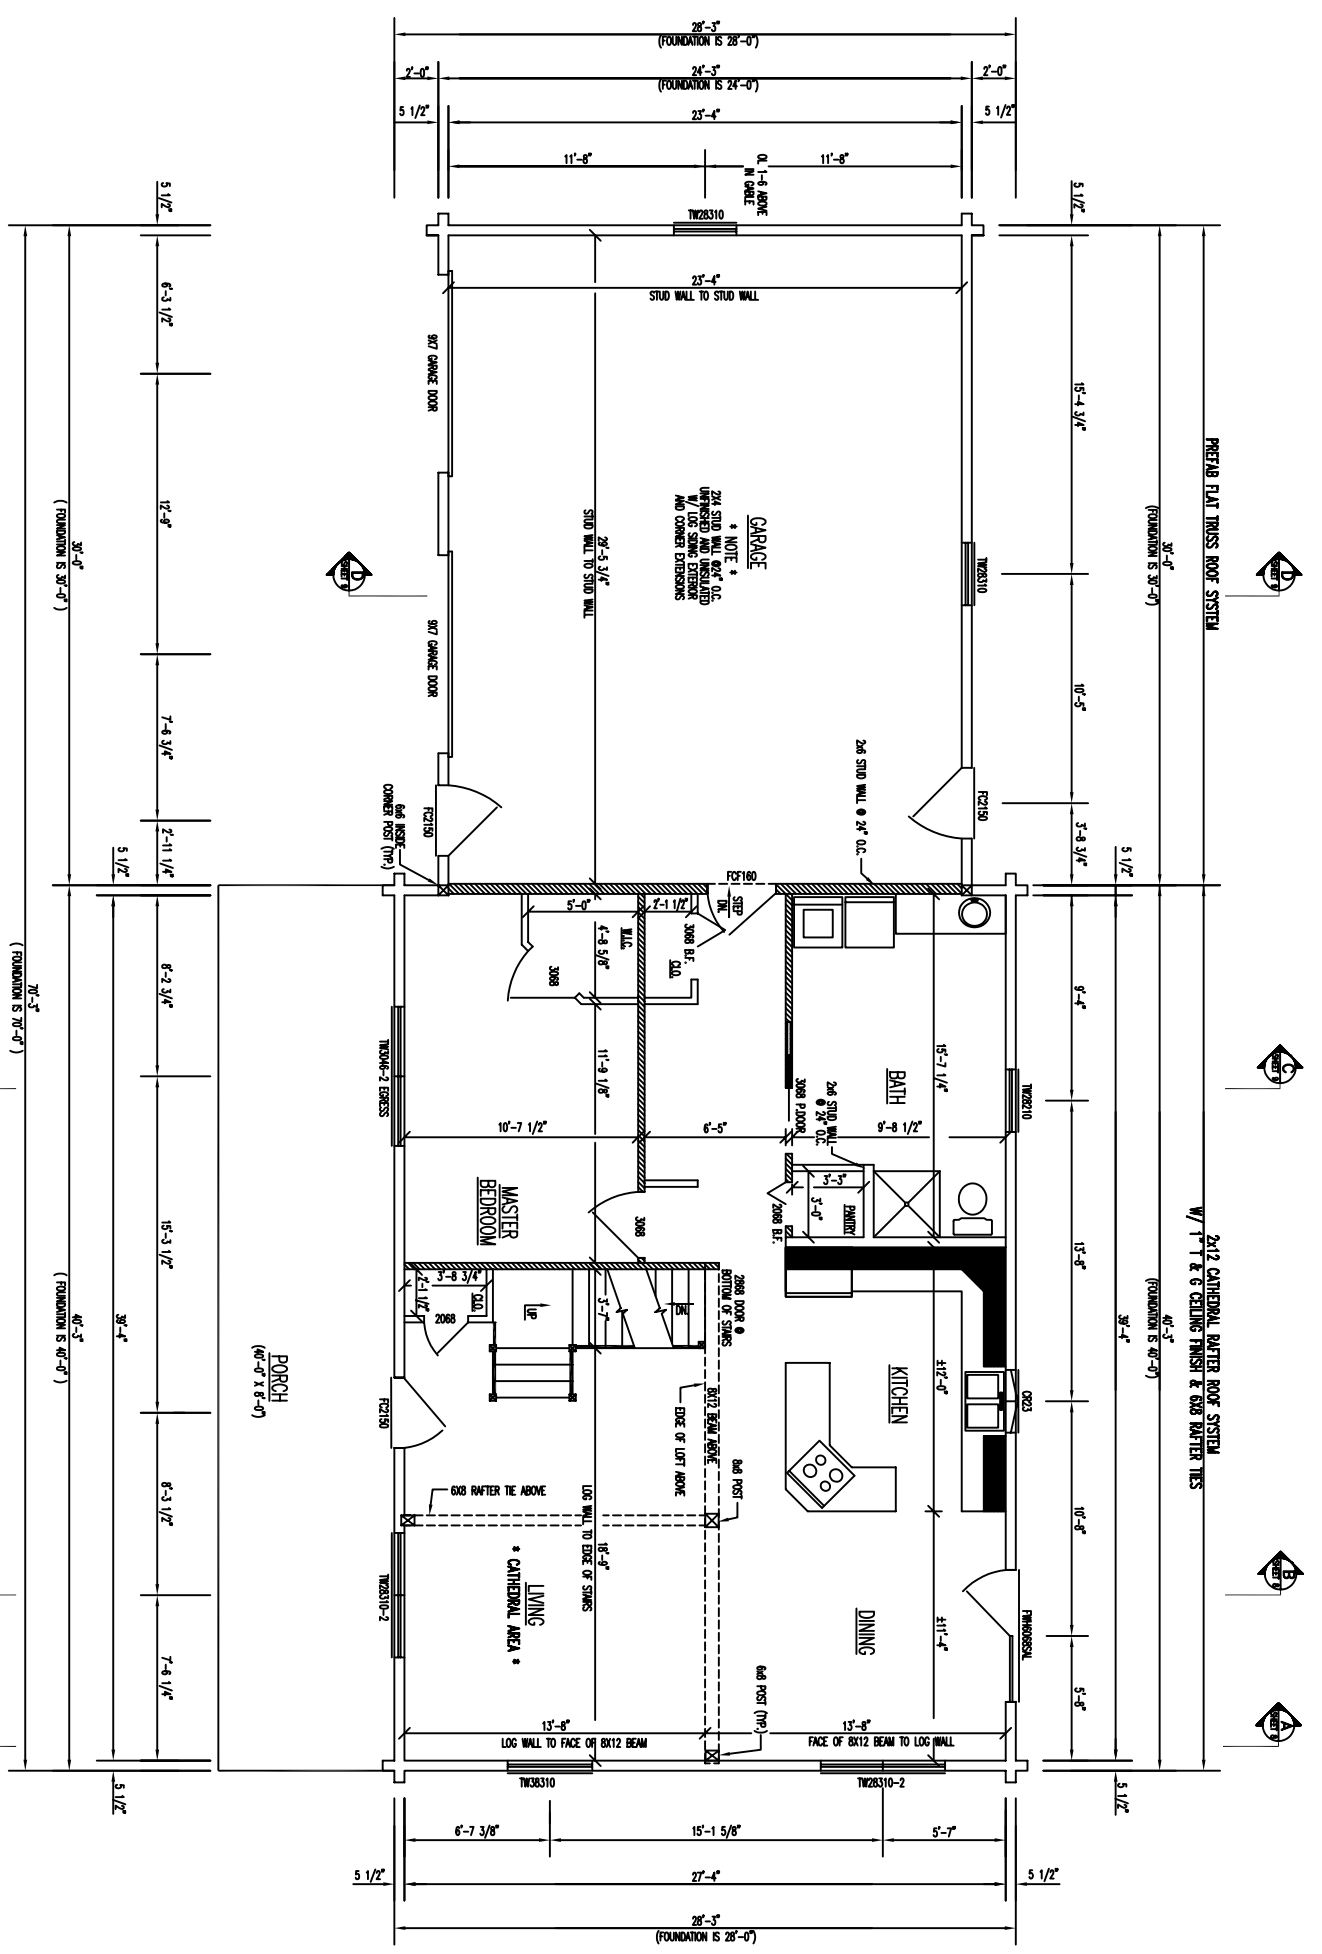 28'-3"
(FOUNDATION IS 28'-0")
2'-0"
24'-3"
(FOUNDATION IS 24'-0")
2'-0"
5 1/2"
23'-4"
5 1/2"
11'-8"
11'-8"
OL 1-6 ABOVE
IN GABLE
TW28310
5 1/2"
15'-4 3/4"
10'-5"
3'-8 3/4"
30'-0"
(FOUNDATION IS 30'-0")
PREFAB FLAT TRUSS ROOF SYSTEM
5 1/2"
9'-4"
13'-8"
10'-8"
5'-8"
39'-4"
5 1/2"
40'-3"
(FOUNDATION IS 40'-0")
2x12 CATHEDRAL RAFTER ROOF SYSTEM
W/ 1" T & G CEILING FINISH & 6X8 RAFTER TIES
D
C
B
A
TW28310
FC2150
TW28210
CR23
FWH6068SAL
23'-4"
STUD WALL TO STUD WALL
GARAGE
* NOTE *
2X4 STUD WALL @24" O.C.
UNFINISHED AND UNINSULATED
W/ LOG SIDING EXTERIOR
AND CORNER EXTENSIONS
29'-5 3/4"
STUD WALL TO STUD WALL
2x6 STUD WALL @ 24" O.C.
9X7 GARAGE DOOR
9X7 GARAGE DOOR
FC2150
6x6 INSIDE
CORNER POST (TYP.)
D
FCF160
STEP
DN.
BATH
15'-7 1/4"
9'-8 1/2"
2x6 STUD WALL
@ 24" O.C.
3068 P.DOOR
3'-3"
3'-0"
PANTRY
2068 B.F.
6'-5"
3068 B.F.
CLO.
2'-1 1/2"
5'-0"
W.I.C.
4'-8 5/8"
3068
11'-9 1/8"
10'-7 1/2"
MASTER
BEDROOM
3068
TW3046-2 EGRESS
KITCHEN
±12'-0"
DINING
±11'-4"
2868 DOOR @
BOTTOM OF STAIRS
DN.
3'-7"
UP
3'-8 3/4"
2'-1 1/2"
CLO.
2068
FC2150
8X12 BEAM ABOVE
EDGE OF LOFT ABOVE
8x8 POST
6X8 RAFTER TIE ABOVE
18'-9"
LOG WALL TO EDGE OF STAIRS
LIVING
* CATHEDRAL AREA *
6x8 POST (TYP.)
13'-8"
LOG WALL TO FACE OF 8X12 BEAM
13'-8"
FACE OF 8X12 BEAM TO LOG WALL
TW28310-2
TW38310
TW28310-2
PORCH
(40'-0" X 8'-0")
5 1/2"
6'-3 1/2"
12'-9"
7'-6 3/4"
2'-11 1/4"
5 1/2"
8'-2 3/4"
15'-3 1/2"
8'-3 1/2"
7'-6 1/4"
39'-4"
5 1/2"
30'-0"
( FOUNDATION IS 30'-0" )
40'-3"
( FOUNDATION IS 40'-0" )
70'-3"
( FOUNDATION IS 70'-0" )
6'-7 3/8"
15'-1 5/8"
5'-7"
5 1/2"
27'-4"
5 1/2"
28'-3"
(FOUNDATION IS 28'-0")